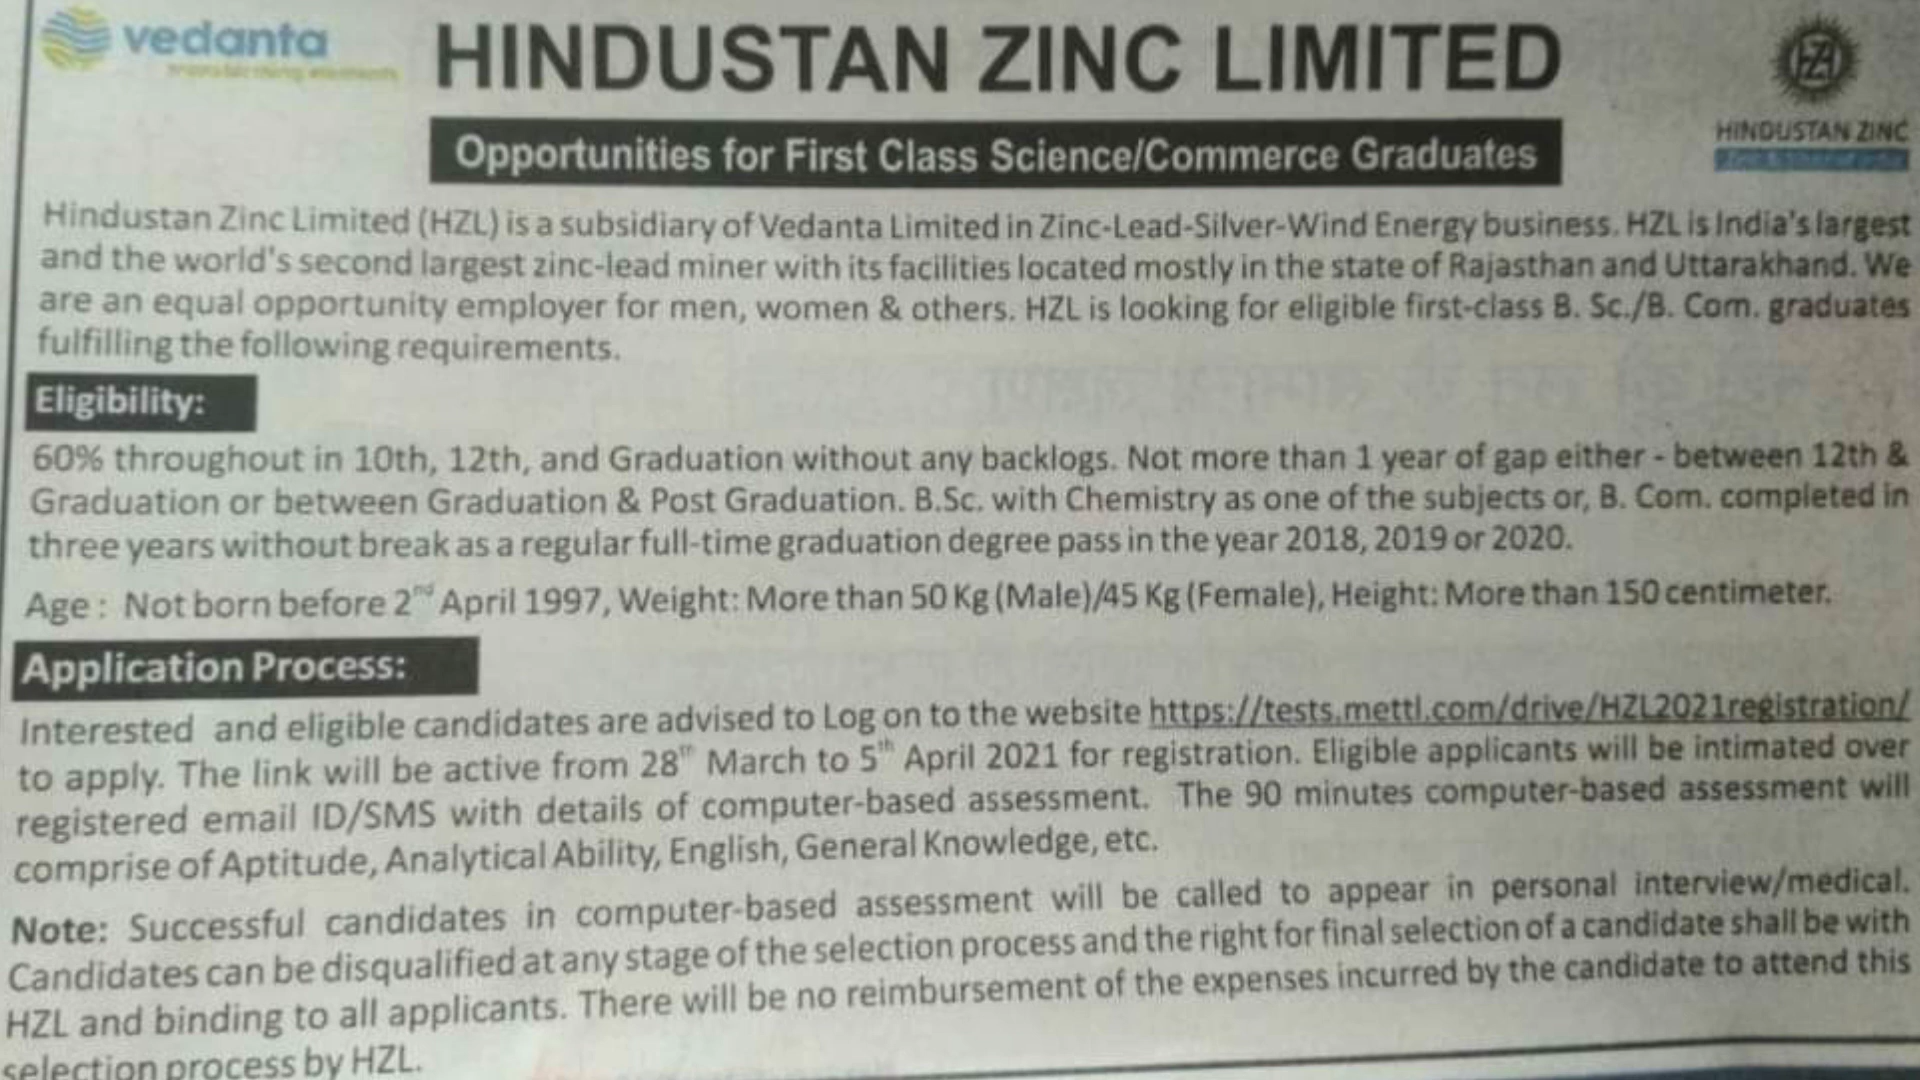 vedanta
HINDUSTAN ZINC LIMITED
HZL
HINDUSTAN ZINC
Opportunities for First Class Science/Commerce Graduates
Hindustan Zinc Limited (HZL) is a subsidiary of Vedanta Limited in Zinc-Lead-Silver-Wind Energy business. HZL is India's largest
and the world's second largest zinc-lead miner with its facilities located mostly in the state of Rajasthan and Uttarakhand. We
are an equal opportunity employer for men, women & others. HZL is looking for eligible first-class B. Sc./B. Com. graduates
fulfilling the following requirements.
Eligibility:
60% throughout in 10th, 12th, and Graduation without any backlogs. Not more than 1 year of gap either - between 12th &
Graduation or between Graduation & Post Graduation. B.Sc. with Chemistry as one of the subjects or, B. Com. completed in
three years without break as a regular full-time graduation degree pass in the year 2018, 2019 or 2020.
Age : Not born before 2nd April 1997, Weight: More than 50 Kg (Male)/45 Kg (Female), Height: More than 150 centimeter.
Application Process:
Interested and eligible candidates are advised to Log on to the website https://tests.mettl.com/drive/HZL2021registration/
to apply. The link will be active from 28th March to 5th April 2021 for registration. Eligible applicants will be intimated over
registered email ID/SMS with details of computer-based assessment. The 90 minutes computer-based assessment will
comprise of Aptitude, Analytical Ability, English, General Knowledge, etc.
Note: Successful candidates in computer-based assessment will be called to appear in personal interview/medical.
Candidates can be disqualified at any stage of the selection process and the right for final selection of a candidate shall be with
HZL and binding to all applicants. There will be no reimbursement of the expenses incurred by the candidate to attend this
selection process by HZL.